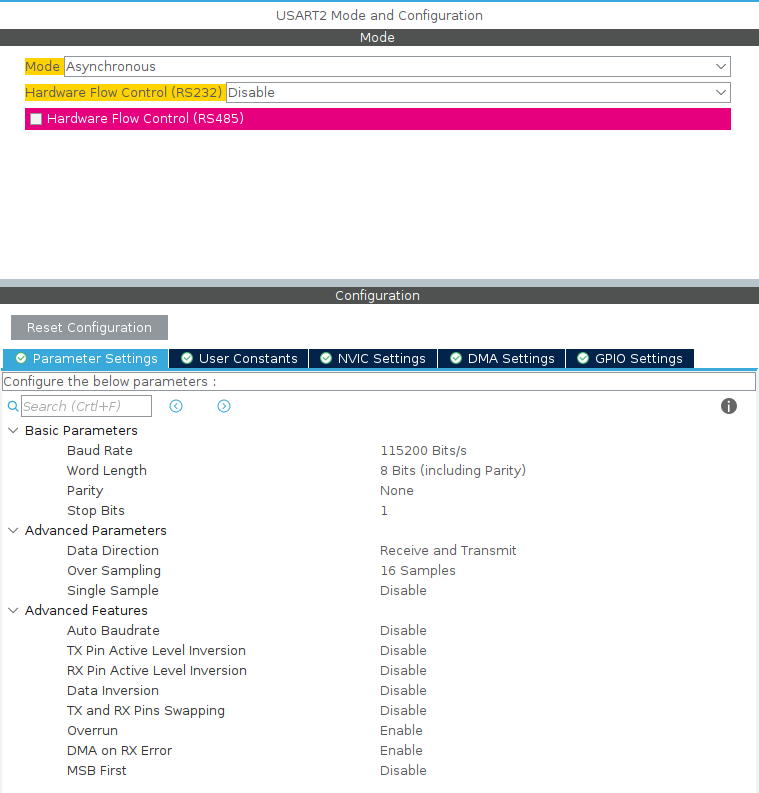 USART2 Mode and Configuration
Mode
Mode Asynchronous
Hardware Flow Control (RS232) Disable
Hardware Flow Control (RS485)
Configuration
Reset Configuration
Parameter Settings User Constants NVIC Settings DMA Settings GPIO Settings
Configure the below parameters :
Search (Crtl+F)
Basic Parameters
Baud Rate 115200 Bits/s
Word Length 8 Bits (including Parity)
Parity None
Stop Bits 1
Advanced Parameters
Data Direction Receive and Transmit
Over Sampling 16 Samples
Single Sample Disable
Advanced Features
Auto Baudrate Disable
TX Pin Active Level Inversion Disable
RX Pin Active Level Inversion Disable
Data Inversion Disable
TX and RX Pins Swapping Disable
Overrun Enable
DMA on RX Error Enable
MSB First Disable